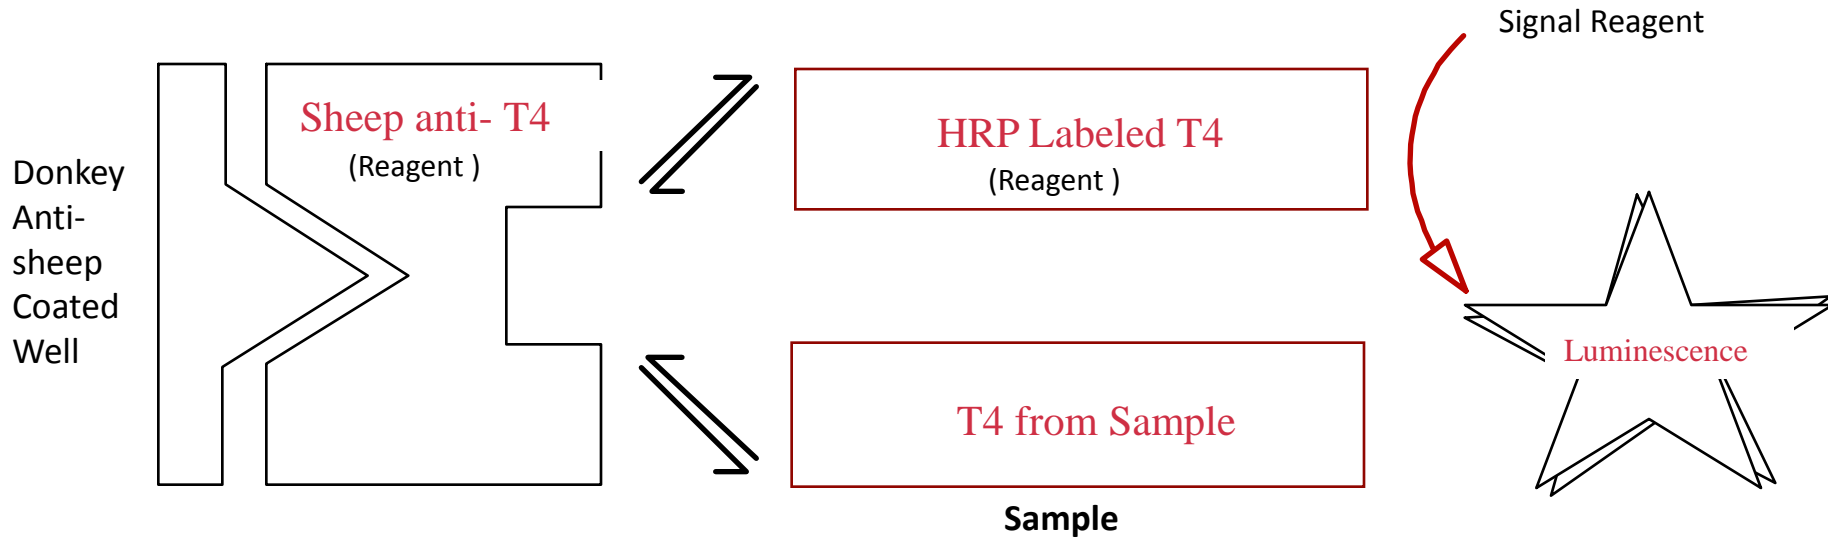 Signal Reagent
Donkey
Anti-
sheep
Coated
Well
Sheep anti- T4
(Reagent )
HRP Labeled T4
(Reagent )
T4 from Sample
Sample
Luminescence